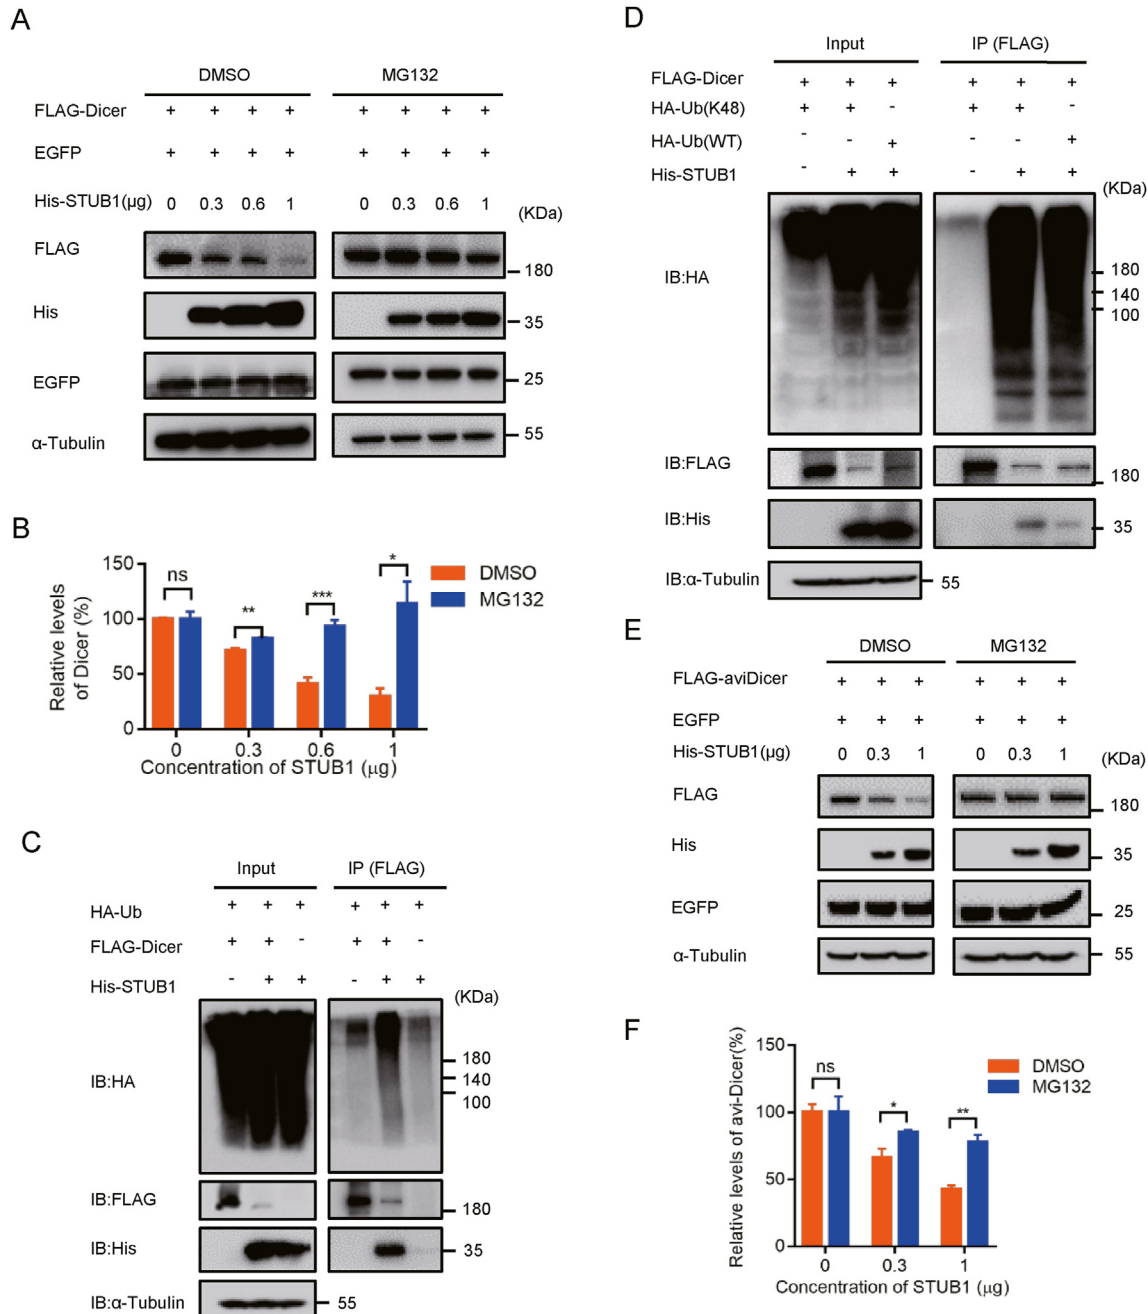 A
DMSO MG132
FLAG-Dicer + + + + + + + +
EGFP + + + + + + + +
His-STUB1(μg) 0 0.3 0.6 1 0 0.3 0.6 1 (KDa)
FLAG 180
His 35
EGFP 25
α-Tubulin 55
B
Relative levels
of Dicer (%)
150
100
50
0
ns ** *** *
DMSO
MG132
0 0.3 0.6 1
Concentration of STUB1 (μg)
C
Input IP (FLAG)
HA-Ub + + + + + +
FLAG-Dicer + + - + + -
His-STUB1 - + + - + +
(KDa)
IB:HA
180
140
100
IB:FLAG 180
IB:His 35
IB:α-Tubulin 55
D
Input IP (FLAG)
FLAG-Dicer + + + + + +
HA-Ub(K48) + + - + + -
HA-Ub(WT) - - + - - +
His-STUB1 - + + - + +
(KDa)
IB:HA
180
140
100
IB:FLAG 180
IB:His 35
IB:α-Tubulin 55
E
DMSO MG132
FLAG-aviDicer + + + + + +
EGFP + + + + + +
His-STUB1(μg) 0 0.3 1 0 0.3 1 (KDa)
FLAG 180
His 35
EGFP 25
α-Tubulin 55
F
Relative levels of avi-Dicer(%)
150
100
50
0
ns * **
DMSO
MG132
0 0.3 1
Concentration of STUB1 (μg)